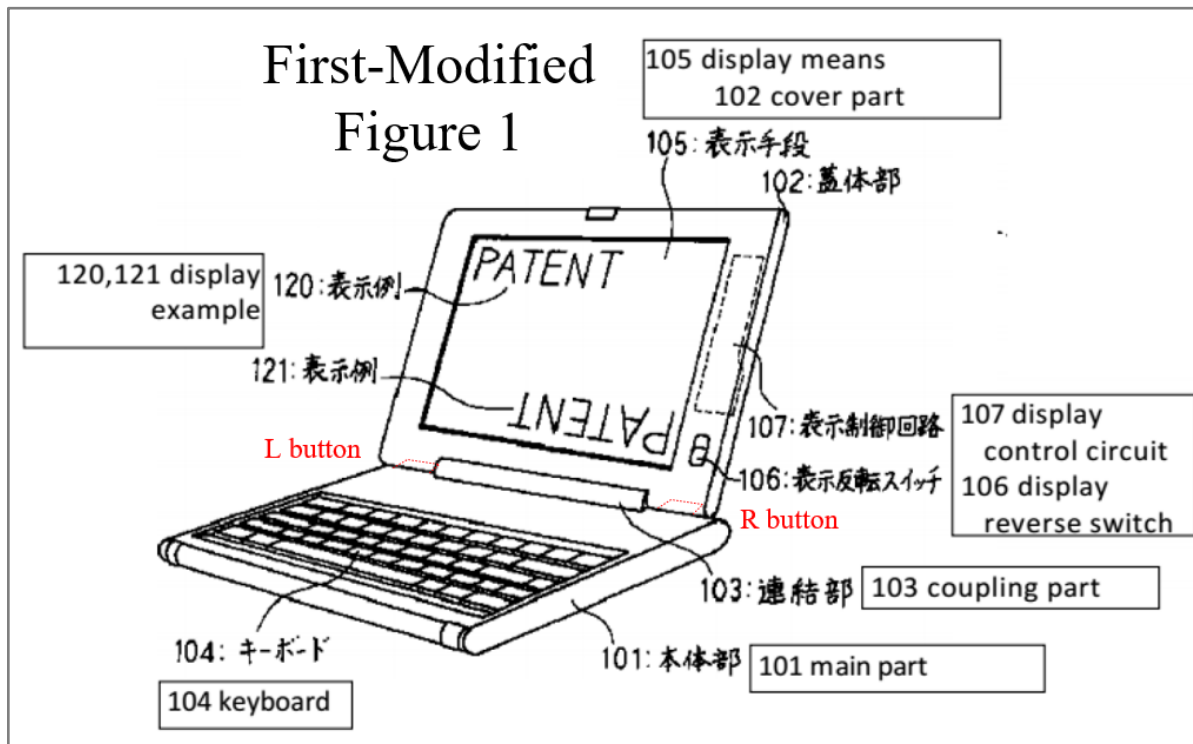 First-Modified
Figure 1
105 display means
102 cover part
105:表示手段
102:蓋体部
120,121 display
example
120:表示例
PATENT
121:表示例
PATENT
L button
107:表示制御回路
107 display
control circuit
106:表示反転スイッチ
106 display
reverse switch
R button
103:連結部
103 coupling part
104:キーボード
104 keyboard
101:本体部
101 main part